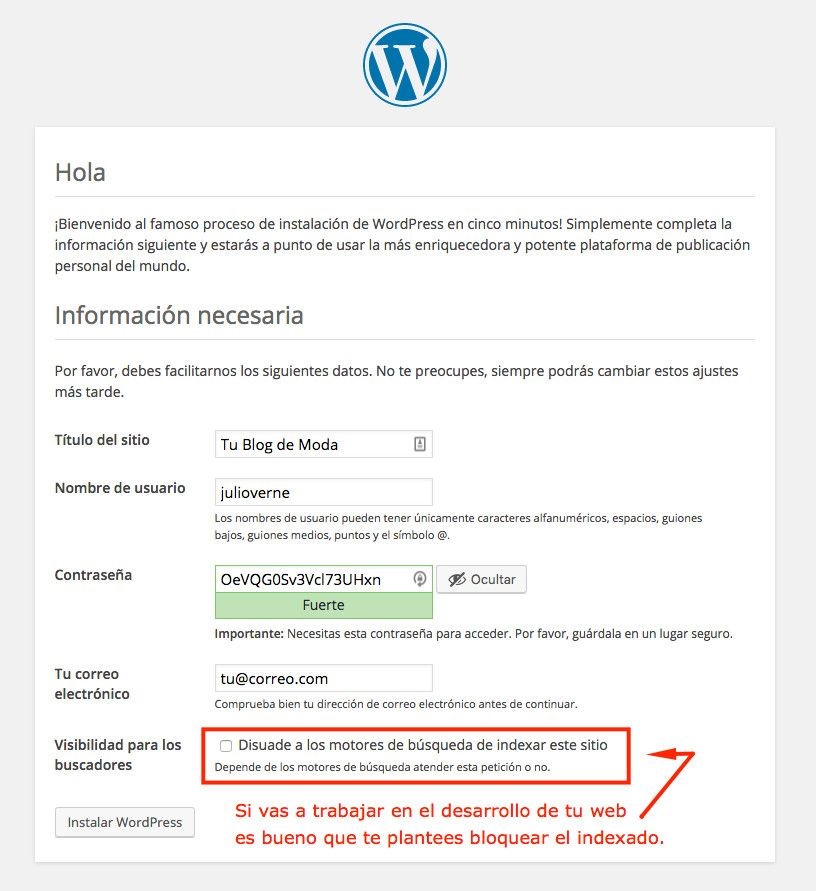 Hola
¡Bienvenido al famoso proceso de instalación de WordPress en cinco minutos! Simplemente completa la
información siguiente y estarás a punto de usar la más enriquecedora y potente plataforma de publicación
personal del mundo.
Información necesaria
Por favor, debes facilitarnos los siguientes datos. No te preocupes, siempre podrás cambiar estos ajustes
más tarde.
Título del sitio
Tu Blog de Moda
Nombre de usuario
julioverne
Los nombres de usuario pueden tener únicamente caracteres alfanuméricos, espacios, guiones
bajos, guiones medios, puntos y el símbolo @.
Contraseña
OeVQG0Sv3Vcl73UHxn
Ocultar
Fuerte
Importante: Necesitas esta contraseña para acceder. Por favor, guárdala en un lugar seguro.
Tu correo
electrónico
tu@correo.com
Comprueba bien tu dirección de correo electrónico antes de continuar.
Visibilidad para los
buscadores
Disuade a los motores de búsqueda de indexar este sitio
Depende de los motores de búsqueda atender esta petición o no.
Si vas a trabajar en el desarrollo de tu web
es bueno que te plantees bloquear el indexado.
Instalar WordPress